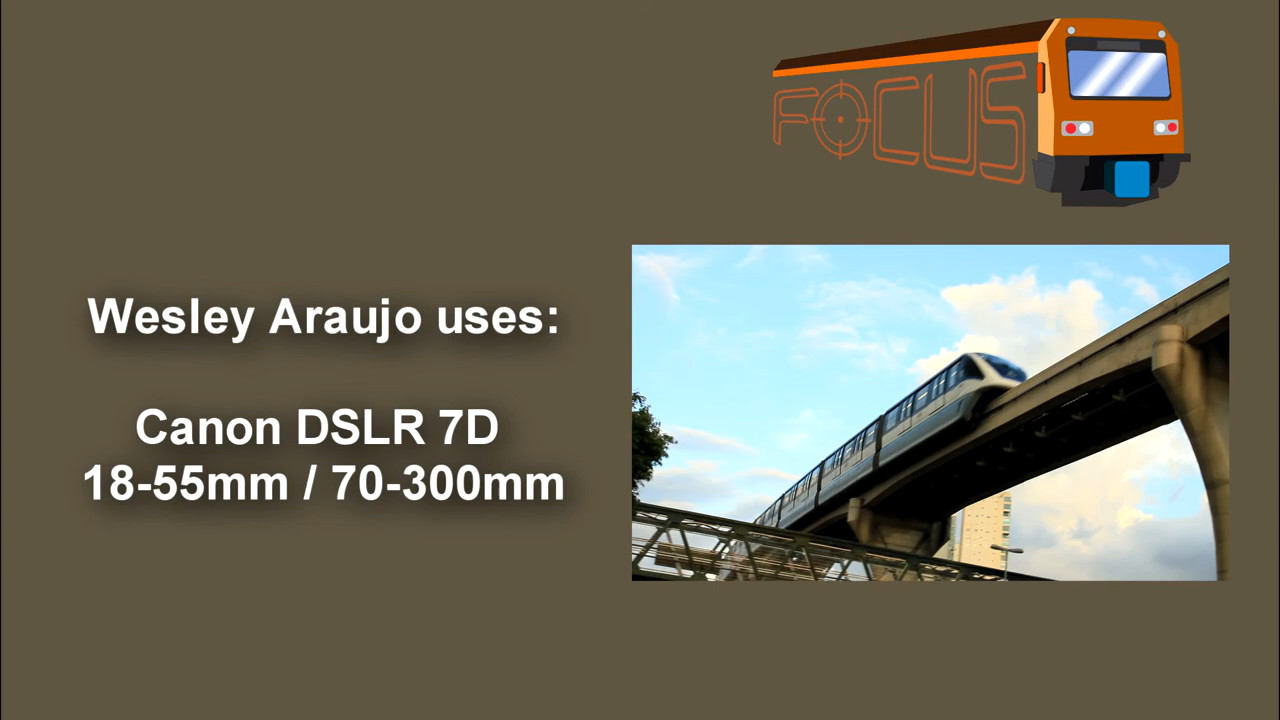 FOCUS
Wesley Araujo uses:
Canon DSLR 7D
18-55mm / 70-300mm